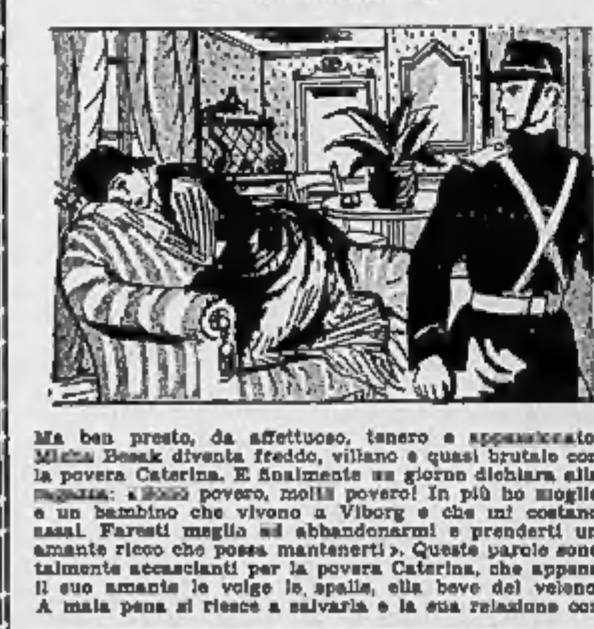 Ma ben presto, da affettuoso, tenero e appassionato
Micha Besak diventa freddo, villano e quasi brutale con
la povera Caterina. E finalmente un giorno dichiara alla
ragazza: « Sono povero, molto povero! In più ho moglie
e un bambino che vivono a Viborg e che mi costano
assai. Faresti meglio ad abbandonarmi e prenderti un
amante ricco che possa mantenerti ». Queste parole sono
talmente accascianti per la povera Caterina, che appena
il suo amante le volge le spalle, ella beve del veleno
A mala pena si riesce a salvarla e la sua relazione con